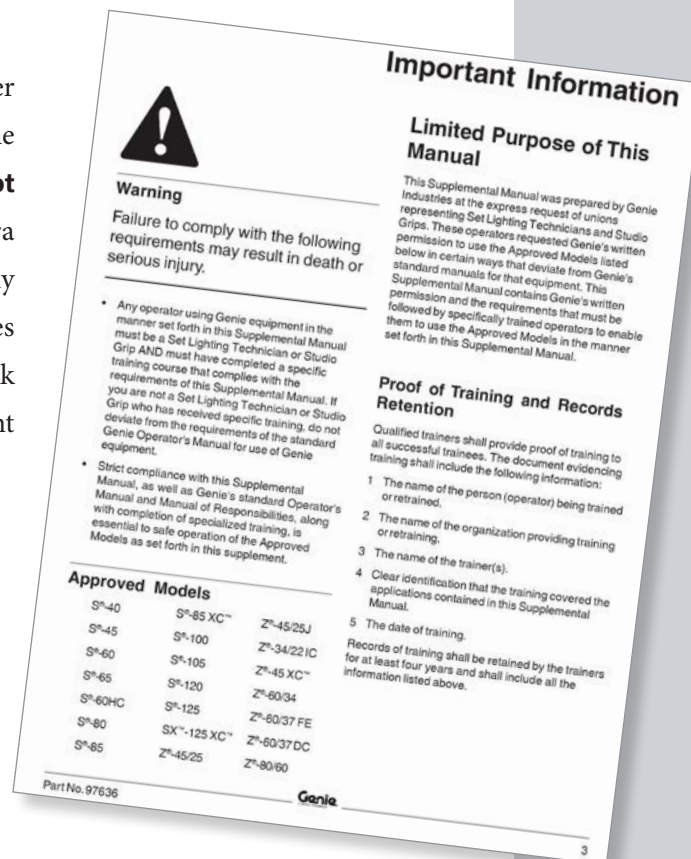 er
ne
ot
ra
ly
es
k
nt
Important Information
Warning
Failure to comply with the following
requirements may result in death or
serious injury.
• Any operator using Genie equipment in the
manner set forth in this Supplemental Manual
must be a Set Lighting Technician or Studio
Grip AND must have completed a specific
training course that complies with the
requirements of this Supplemental Manual. If
you are not a Set Lighting Technician or Studio
Grip who has received specific training, do not
deviate from the requirements of the standard
Genie Operator's Manual for use of Genie
equipment.
• Strict compliance with this Supplemental
Manual, as well as Genie's standard Operator's
Manual and Manual of Responsibilities, along
with completion of specialized training, is
essential to safe operation of the Approved
Models as set forth in this supplement.
Approved Models
S®-40
S®-45
S®-60
S®-65
S®-60HC
S®-80
S®-85
S®-85 XC™
S®-100
S®-105
S®-120
S®-125
SX™-125 XC™
Z®-45/25
Z®-45/25J
Z®-34/22 IC
Z®-45 XC™
Z®-60/34
Z®-60/37 FE
Z®-60/37 DC
Z®-80/60
Limited Purpose of This
Manual
This Supplemental Manual was prepared by Genie
Industries at the express request of unions
representing Set Lighting Technicians and Studio
Grips. These operators requested Genie's written
permission to use the Approved Models listed
below in certain ways that deviate from Genie's
standard manuals for that equipment. This
Supplemental Manual contains Genie's written
permission and the requirements that must be
followed by specifically trained operators to enable
them to use the Approved Models in the manner
set forth in this Supplemental Manual.
Proof of Training and Records
Retention
Qualified trainers shall provide proof of training to
all successful trainees. The document evidencing
training shall include the following information:
1 The name of the person (operator) being trained
or retrained.
2 The name of the organization providing training
or retraining.
3 The name of the trainer(s).
4 Clear identification that the training covered the
applications contained in this Supplemental
Manual.
5 The date of training.
Records of training shall be retained by the trainers
for at least four years and shall include all the
information listed above.
Part No. 97636
Genie
3